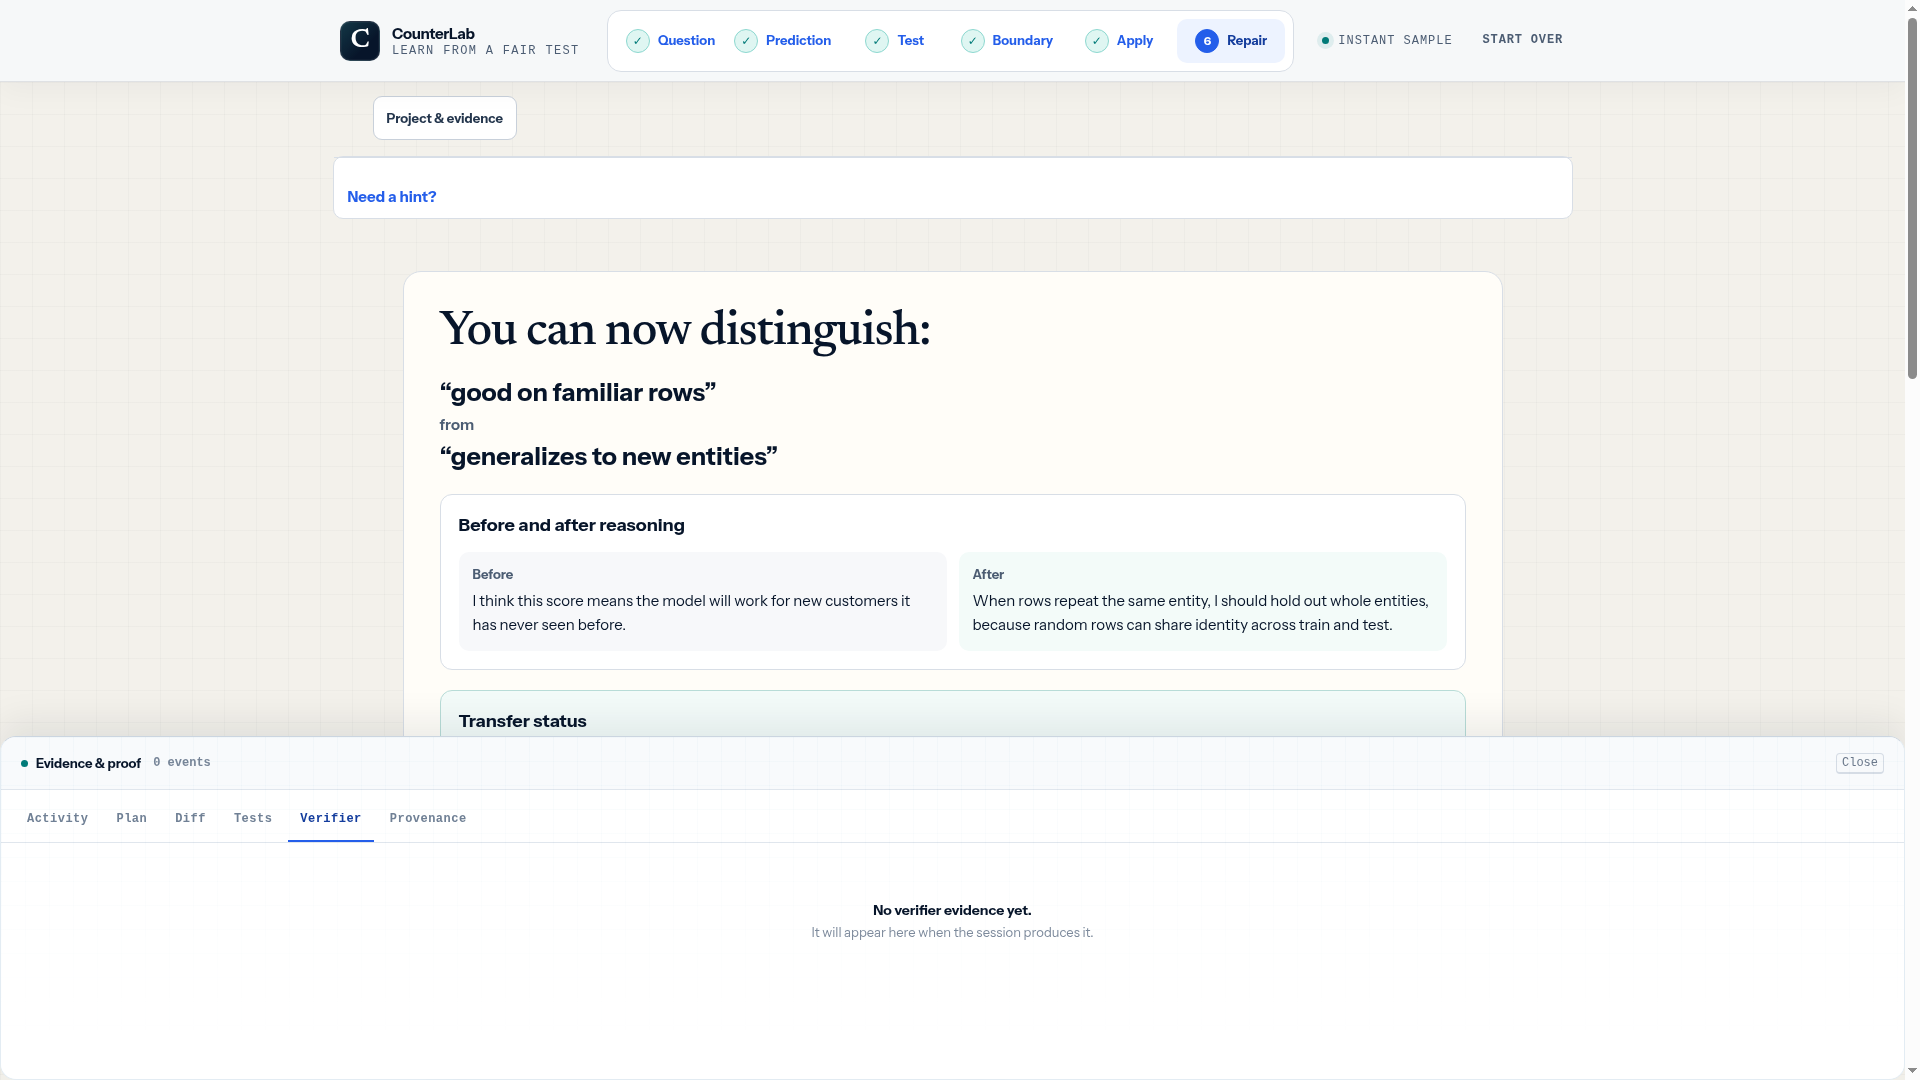 C
CounterLab
LEARN FROM A FAIR TEST
✓ Question
✓ Prediction
✓ Test
✓ Boundary
✓ Apply
6 Repair
INSTANT SAMPLE
START OVER
Project & evidence
Need a hint?
You can now distinguish:
“good on familiar rows”
from
“generalizes to new entities”
Before and after reasoning
Before
I think this score means the model will work for new customers it
has never seen before.
After
When rows repeat the same entity, I should hold out whole entities,
because random rows can share identity across train and test.
Transfer status
Evidence & proof 0 events
Close
Activity Plan Diff Tests Verifier Provenance
No verifier evidence yet.
It will appear here when the session produces it.